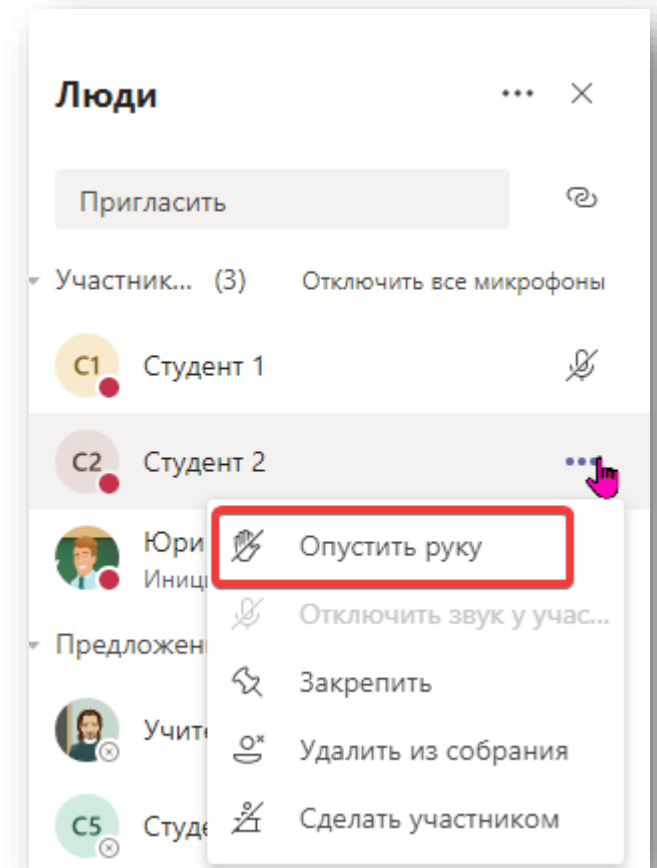 Люди
Пригласить
Участник... (3) Отключить все микрофоны
С1 Студент 1
С2 Студент 2
Юри
Иници
Опустить руку
Отключить звук у учас...
Предложен
Закрепить
Учите
Удалить из собрания
С5 Студе
Сделать участником